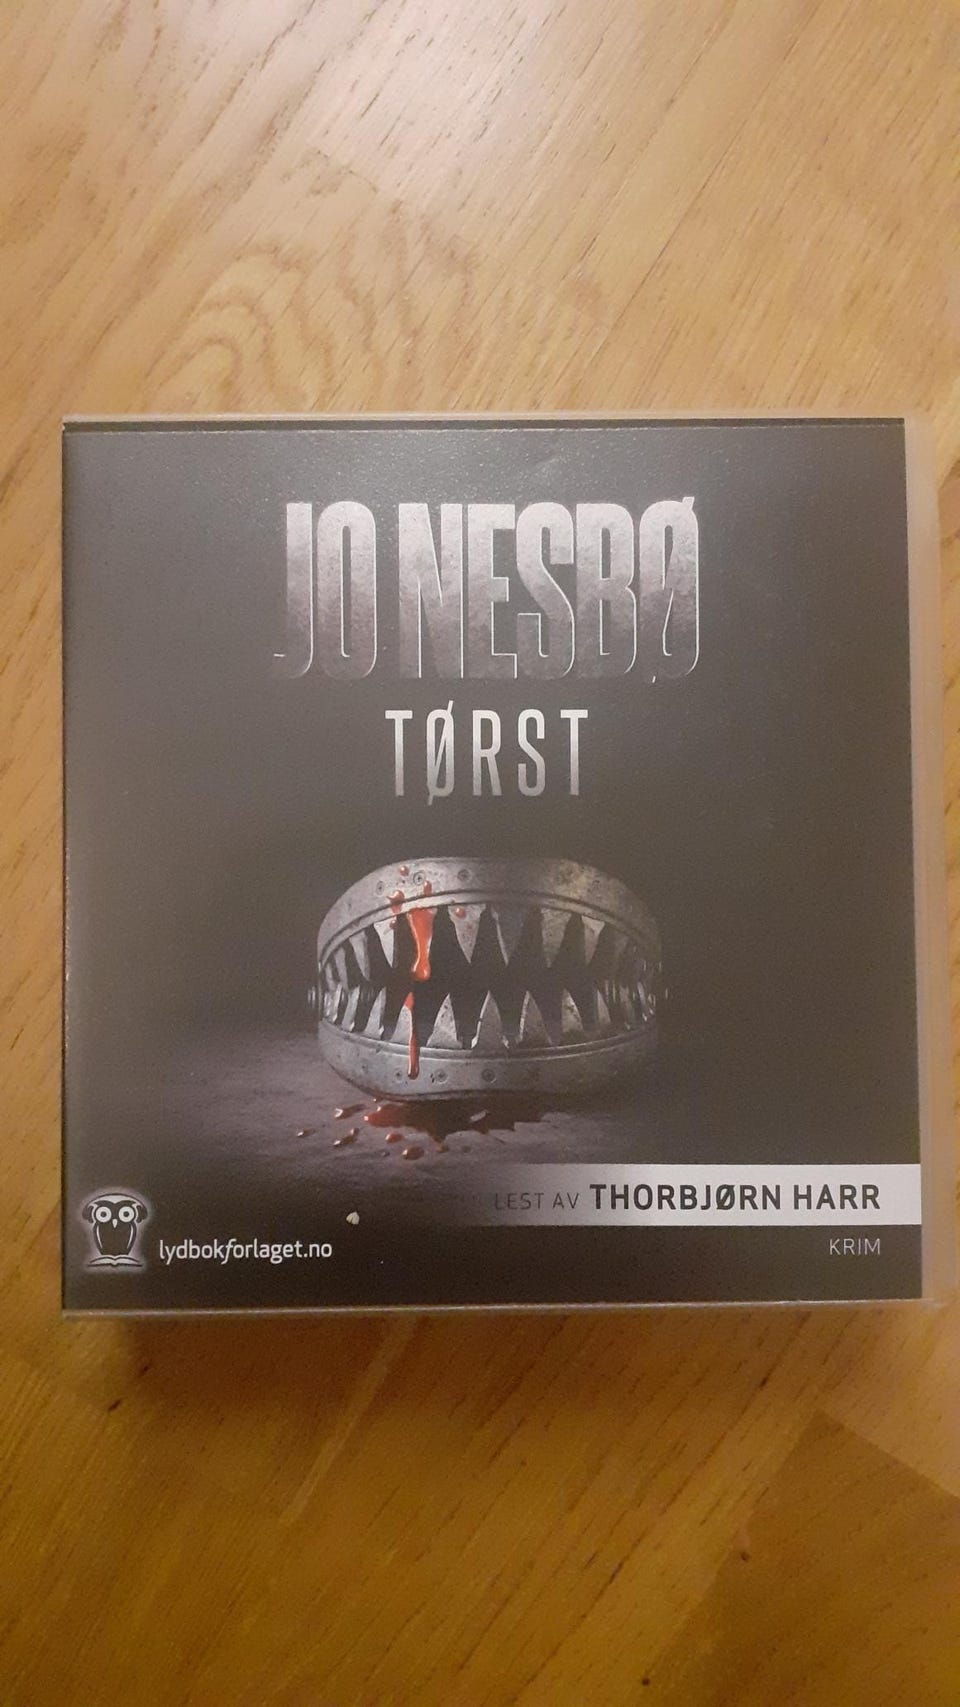 JO NESBØ
TØRST
LEST AV THORBJØRN HARR
lydbokforlaget.no
KRIM